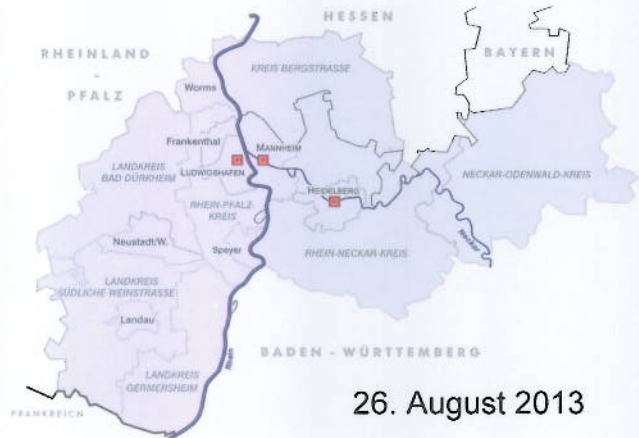 HESSEN
RHEINLAND
-
PFALZ
BAYERN
KREIS BERGSTRASSE
Worms
Frankenthal
MANNHEIM
LUDWIGSHAFEN
LANDKREIS
BAD DÜRKHEIM
NECKAR-ODENWALD-KREIS
HEIDELBERG
RHEIN-PFALZ-
KREIS
Neckar
Neustadt/W.
Speyer
RHEIN-NECKAR-KREIS
LANDKREIS
SÜDLICHE WEINSTRASSE
Landau
Rhein
BADEN - WÜRTTEMBERG
LANDKREIS
GERMERSHEIM
FRANKREICH
26. August 2013